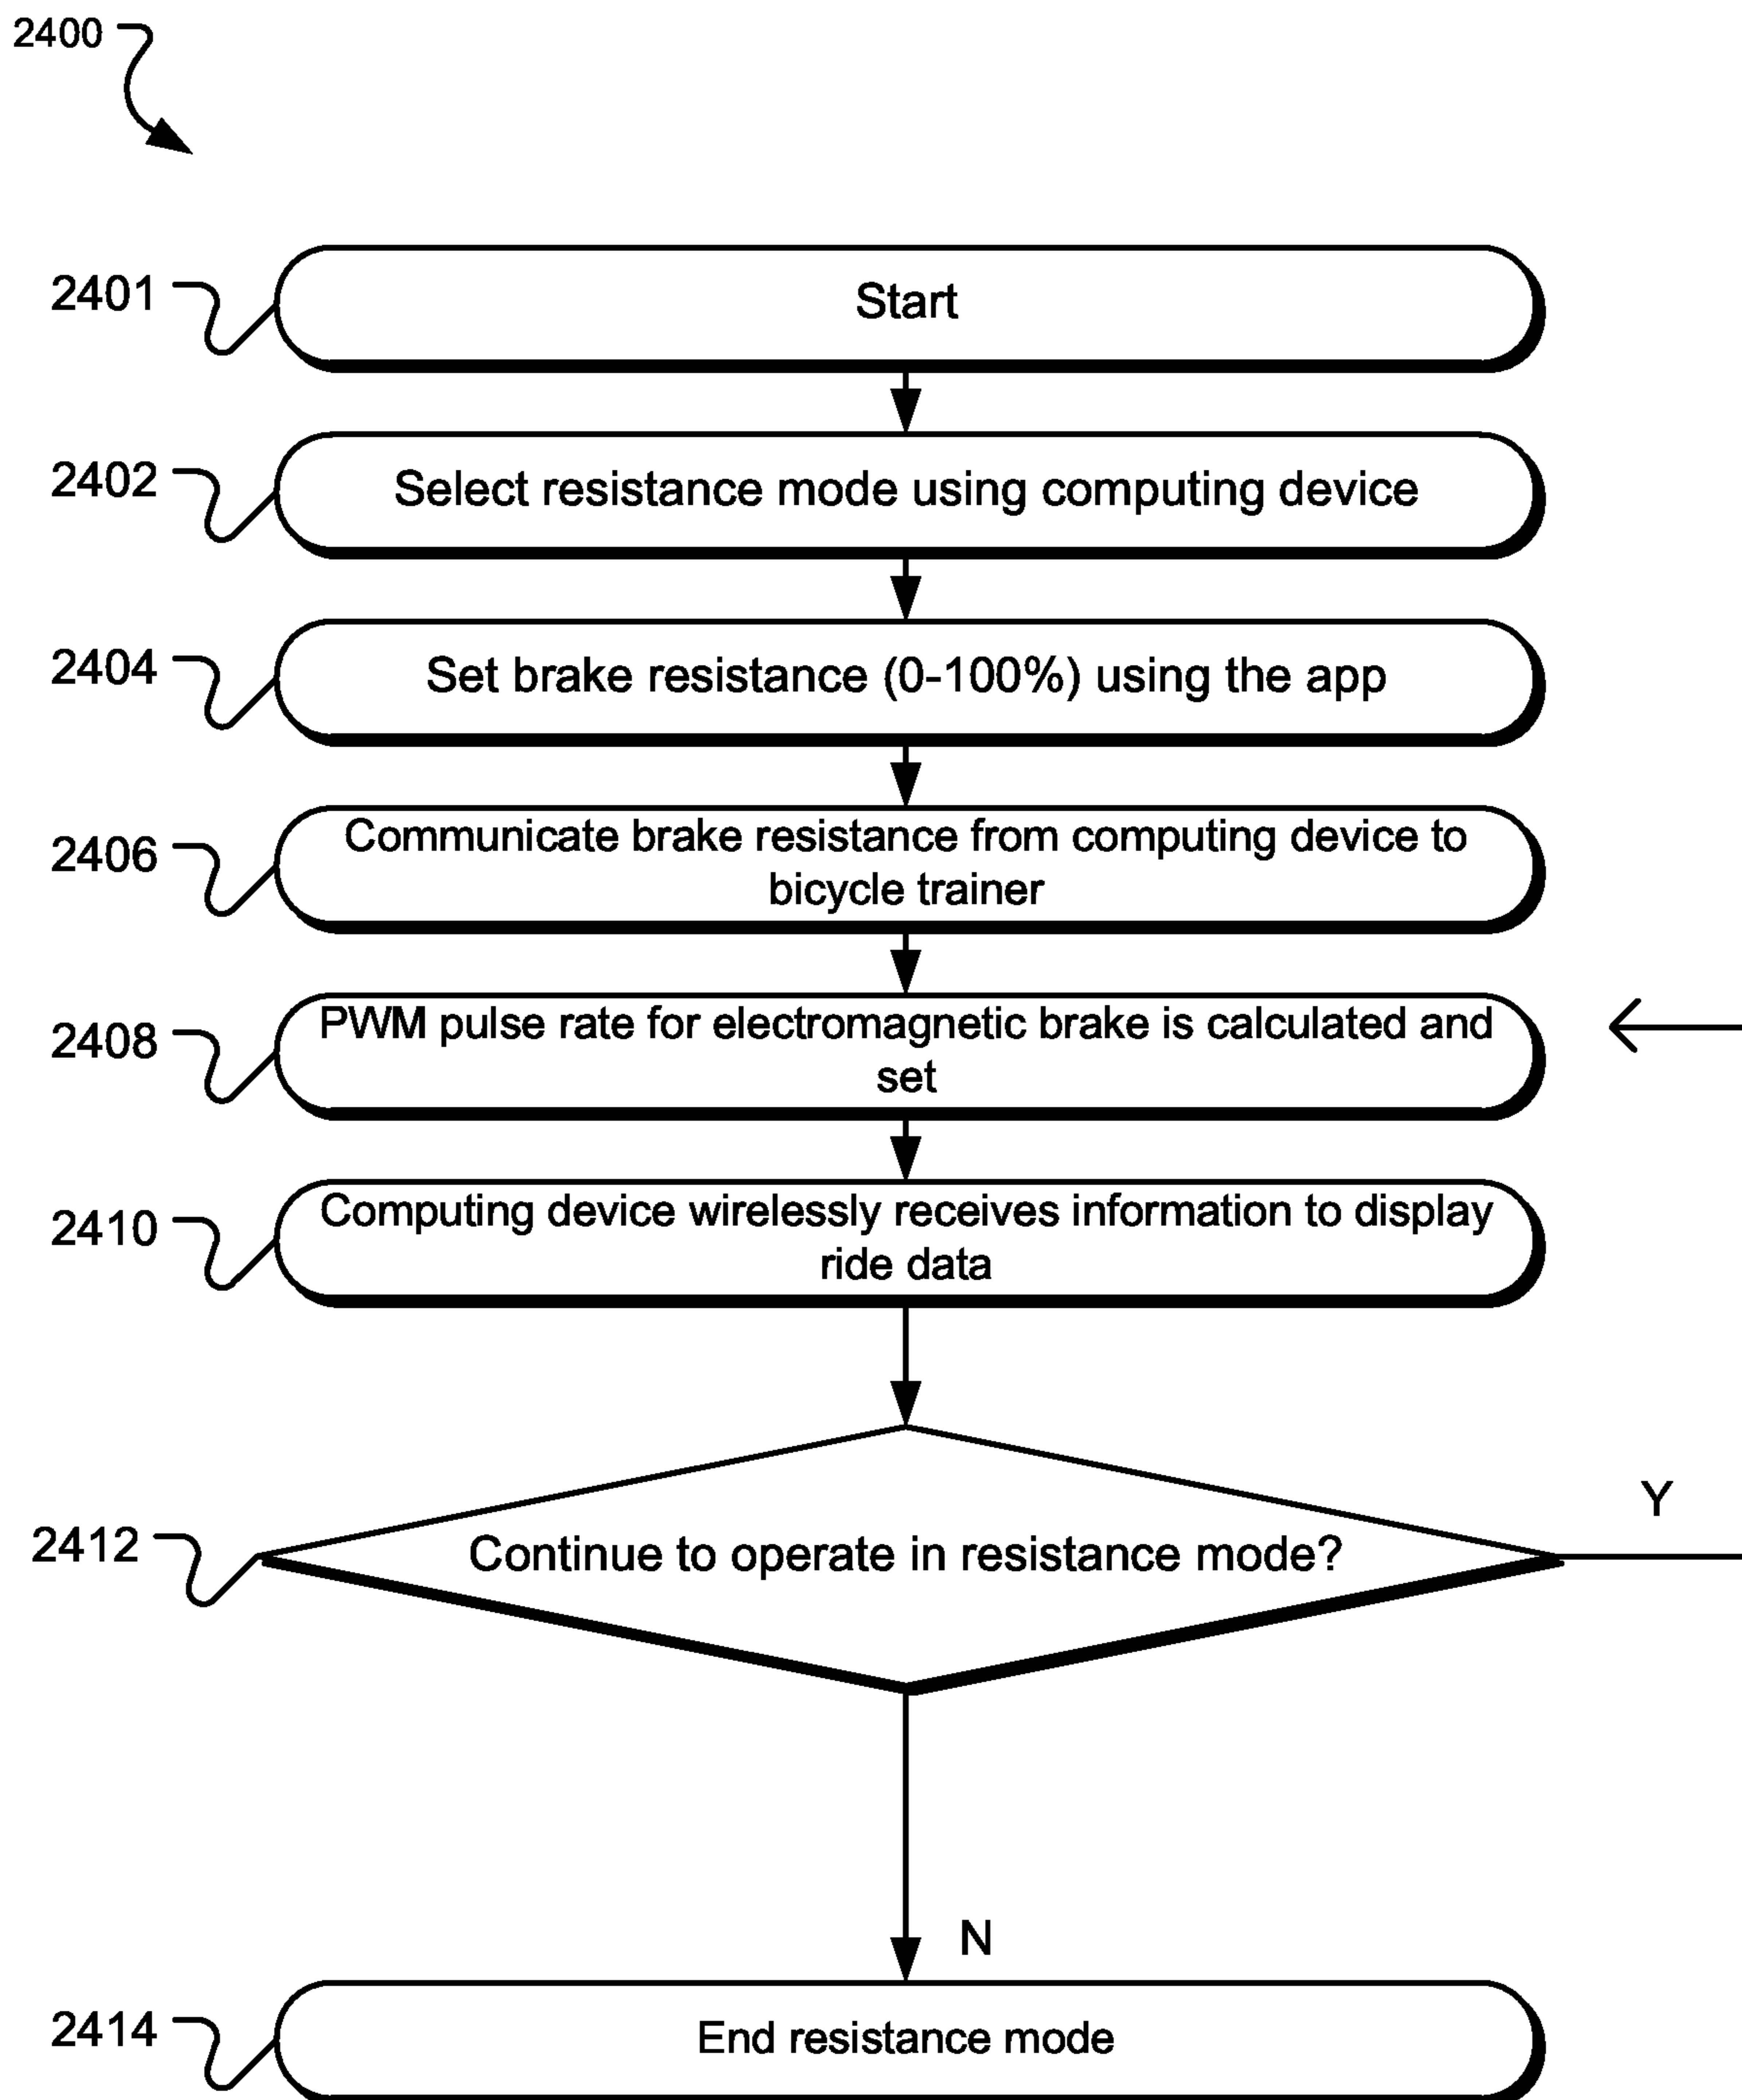 2400
2401
Start
2402
Select resistance mode using computing device
2404
Set brake resistance (0-100%) using the app
2406
Communicate brake resistance from computing device to
bicycle trainer
2408
PWM pulse rate for electromagnetic brake is calculated and
set
2410
Computing device wirelessly receives information to display
ride data
Y
2412
Continue to operate in resistance mode?
N
2414
End resistance mode